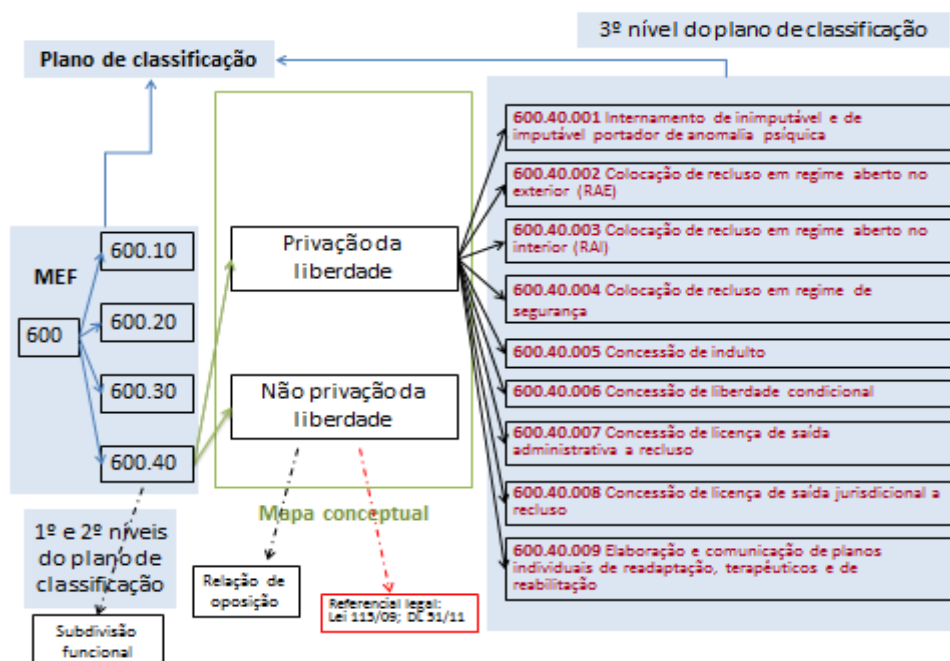 3º nível do plano de classificação
Plano de classificação
MEF
600
600.10
600.20
600.30
600.40
1º e 2º níveis
do plano de
classificação
Subdivisão
funcional
Privação da
liberdade
Não privação da
liberdade
Mapa conceptual
Relação de
oposição
Referencial legal:
Lei 115/09; DL 51/11
600.40.001 Internamento de inimputável e de
imputável portador de anomalia psíquica
600.40.002 Colocação de recluso em regime aberto no
exterior (RAE)
600.40.003 Colocação de recluso em regime aberto no
interior (RAI)
600.40.004 Colocação de recluso em regime de
segurança
600.40.005 Concessão de indulto
600.40.006 Concessão de liberdade condicional
600.40.007 Concessão de licença de saída
administrativa a recluso
600.40.008 Concessão de licença de saída jurisdicional a
recluso
600.40.009 Elaboração e comunicação de planos
individuais de readaptação, terapêuticos e de
reabilitação